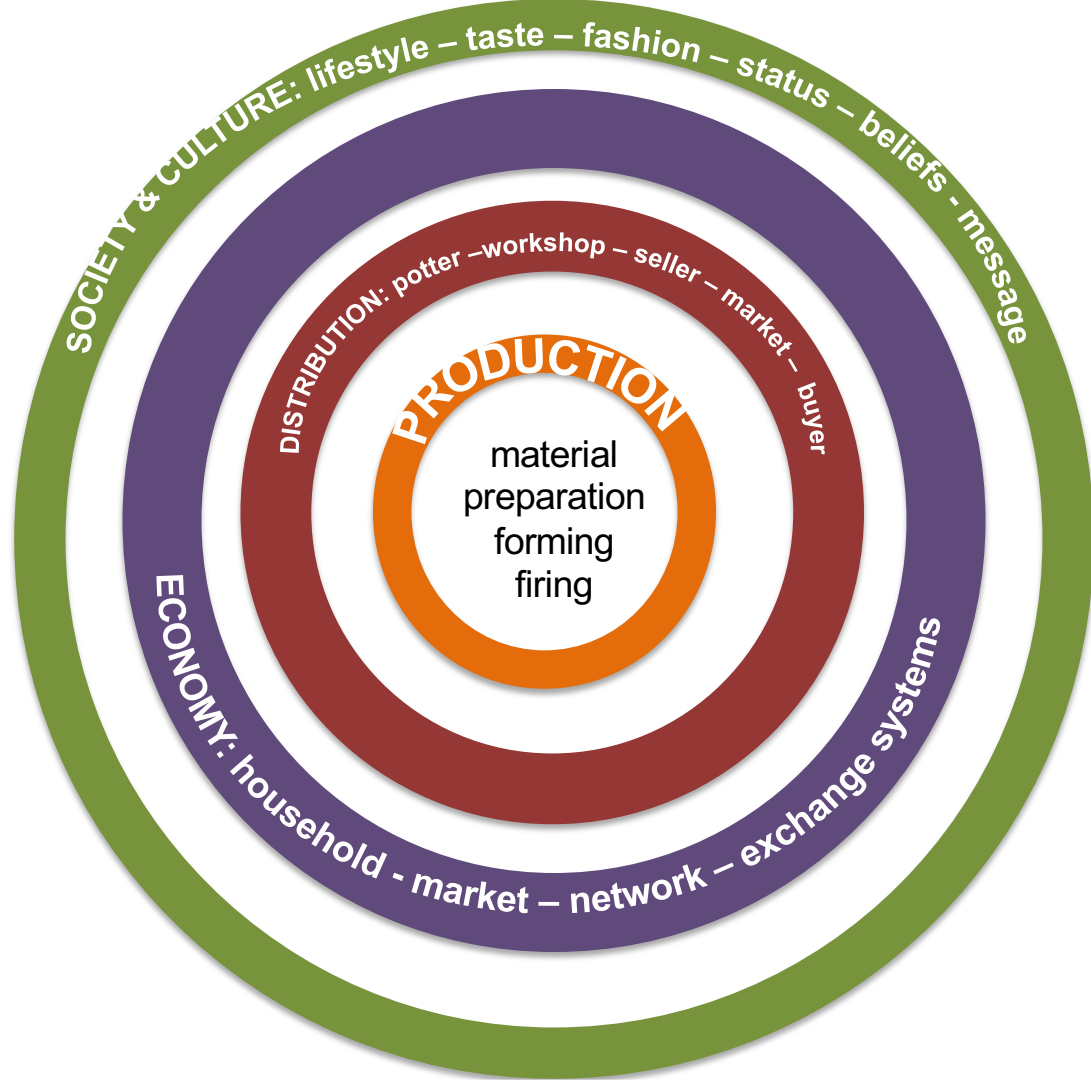 SOCIETY & CULTURE: lifestyle – taste – fashion – status – beliefs - message
DISTRIBUTION: potter –workshop – seller – market – buyer
PRODUCTION
material
preparation
forming
firing
ECONOMY: household - market – network – exchange systems